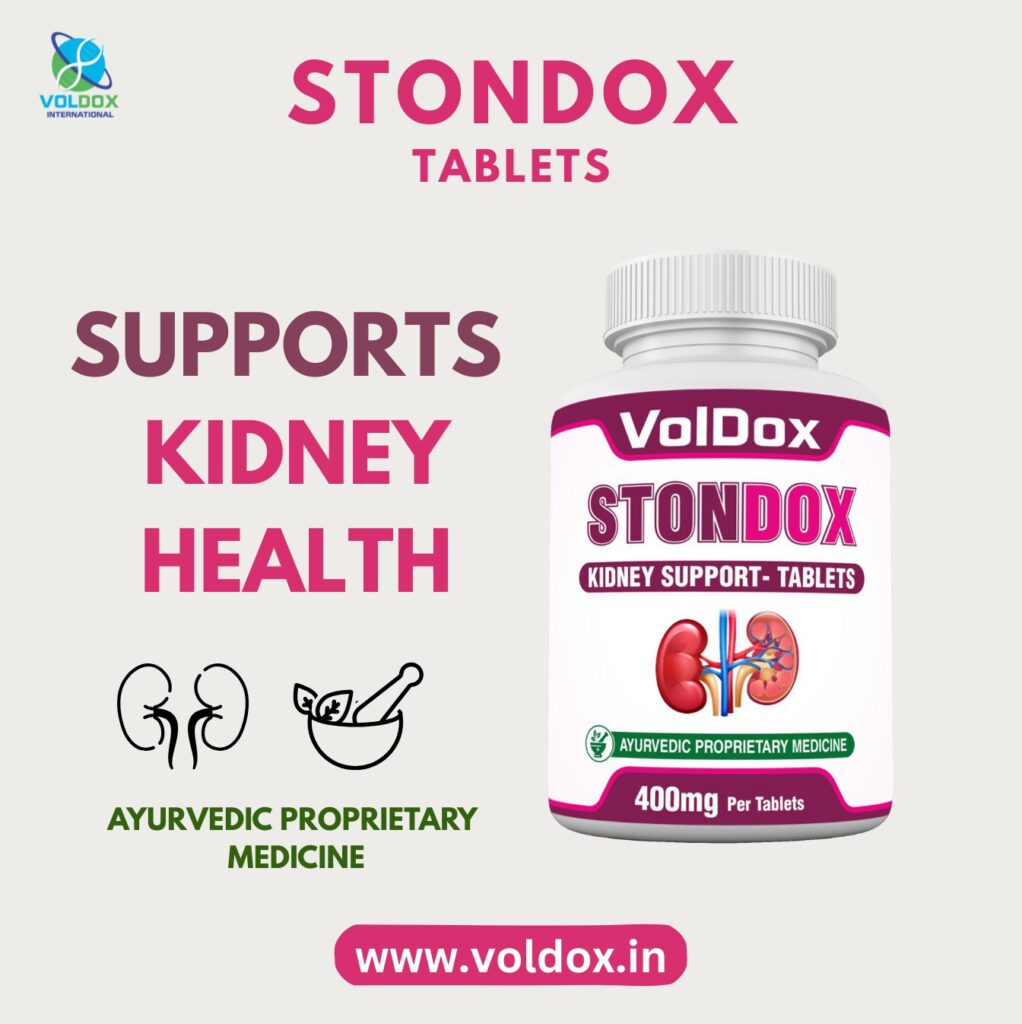 VOLDOX
INTERNATIONAL
STONDOX
TABLETS
SUPPORTS
KIDNEY
HEALTH
AYURVEDIC PROPRIETARY
MEDICINE
VolDox
STONDOX
KIDNEY SUPPORT- TABLETS
AYURVEDIC PROPRIETARY MEDICINE
400mg Per Tablets
www.voldox.in